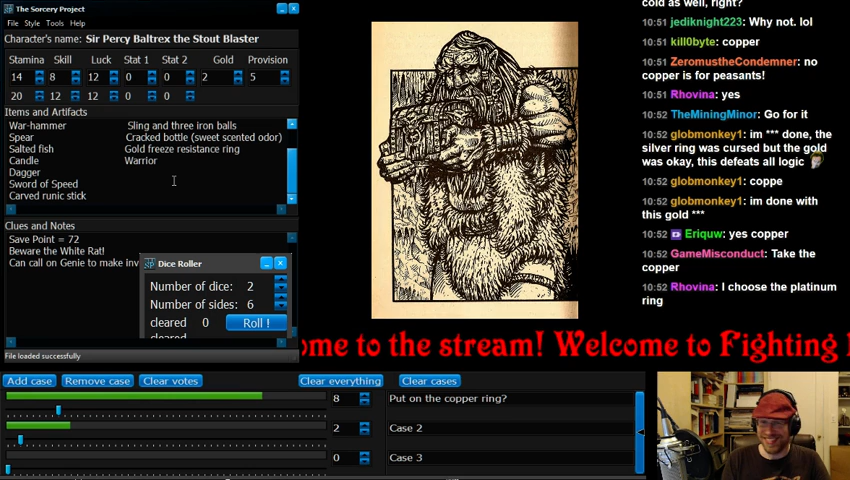 The Sorcery Project
File Style Tools Help
Character's name: Sir Percy Baltrex the Stout Blaster
Stamina Skill Luck Stat 1 Stat 2 Gold Provision
14 8 12 0 0 2 5
20 12 12
Items and Artifacts
War-hammer Sling and three iron balls
Spear Cracked bottle (sweet scented odor)
Salted fish Gold freeze resistance ring
Candle Warrior
Dagger
Sword of Speed
Carved runic stick
Clues and Notes
Save Point = 72
Beware the White Rat!
Can call on Genie to make inv
Dice Roller
Number of dice: 2
Number of sides: 6
cleared 0 Roll !
cleared
File loaded successfully
cold as well, right?
10:51 jediknight223: Why not. lol
10:51 kill0byte: copper
10:51 ZeromustheCondemner: no
copper is for peasants!
10:51 Rhovina: yes
10:52 TheMiningMinor: Go for it
10:52 globmonkey1: im *** done, the
silver ring was cursed but the gold
was okay, this defeats all logic
10:52 globmonkey1: coppe
10:52 globmonkey1: im done with
this gold ***
10:52 Eriquw: yes copper
10:52 GameMisconduct: Take the
copper
10:52 Rhovina: I choose the platinum
ring
ome to the stream! Welcome to Fighting
Add case Remove case Clear votes Clear everything Clear cases
8 Put on the copper ring?
2 Case 2
0 Case 3